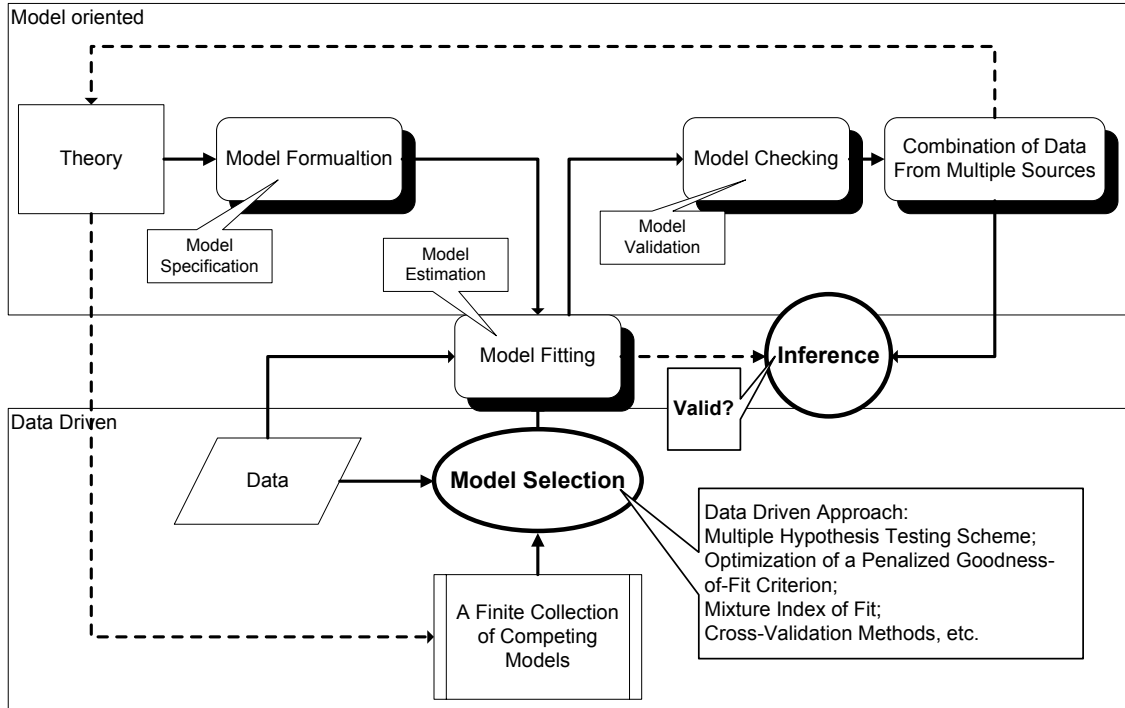 Model oriented
Theory
Model Formualtion
Model
Specification
Model Checking
Model
Validation
Combination of Data
From Multiple Sources
Model
Estimation
Model Fitting
Inference
Valid?
Data Driven
Data
Model Selection
Data Driven Approach:
Multiple Hypothesis Testing Scheme;
Optimization of a Penalized Goodness-
of-Fit Criterion;
Mixture Index of Fit;
Cross-Validation Methods, etc.
A Finite Collection
of Competing
Models